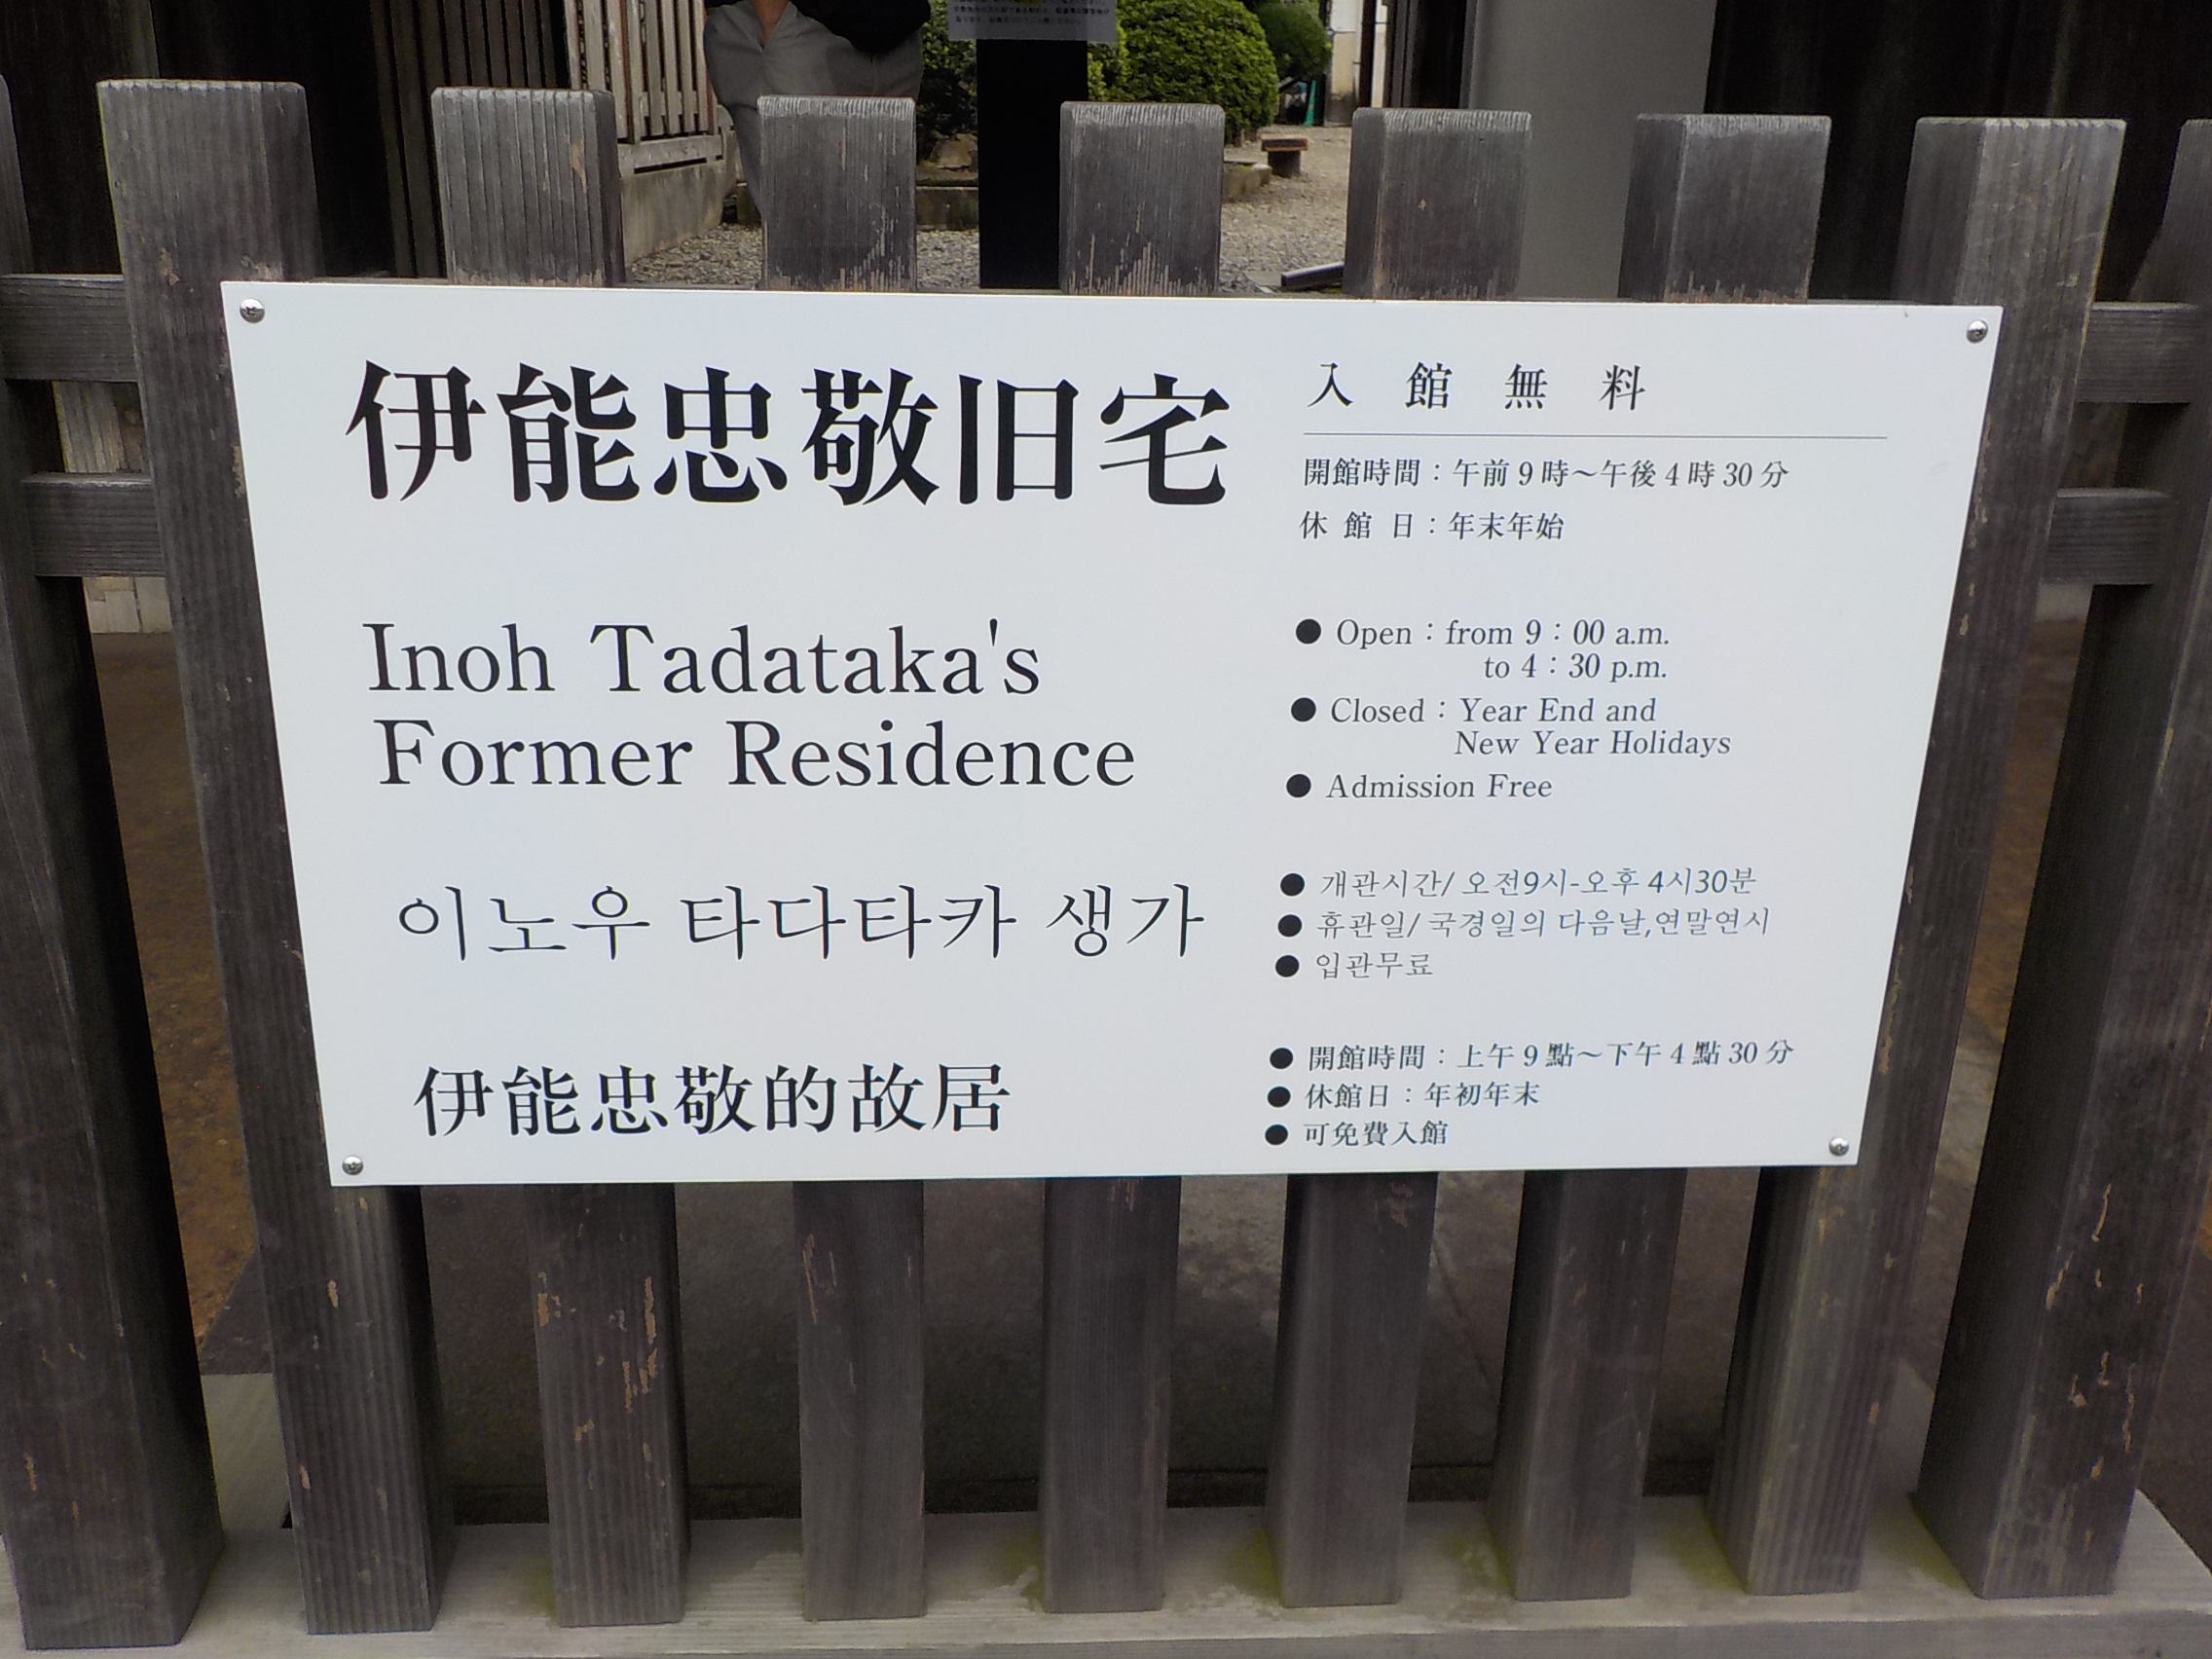 伊能忠敬旧宅
入館無料
開館時間：午前9時～午後4時30分
休館日：年末年始
Inoh Tadataka's
Former Residence
● Open：from 9：00 a.m.
to 4：30 p.m.
● Closed：Year End and
New Year Holidays
● Admission Free
이노우 타다타카 생가
● 개관시간/ 오전9시-오후 4시30분
● 휴관일/ 국경일의 다음날,연말연시
● 입관무료
伊能忠敬的故居
● 開館時間：上午9點～下午4點30分
● 休館日：年初年末
● 可免費入館